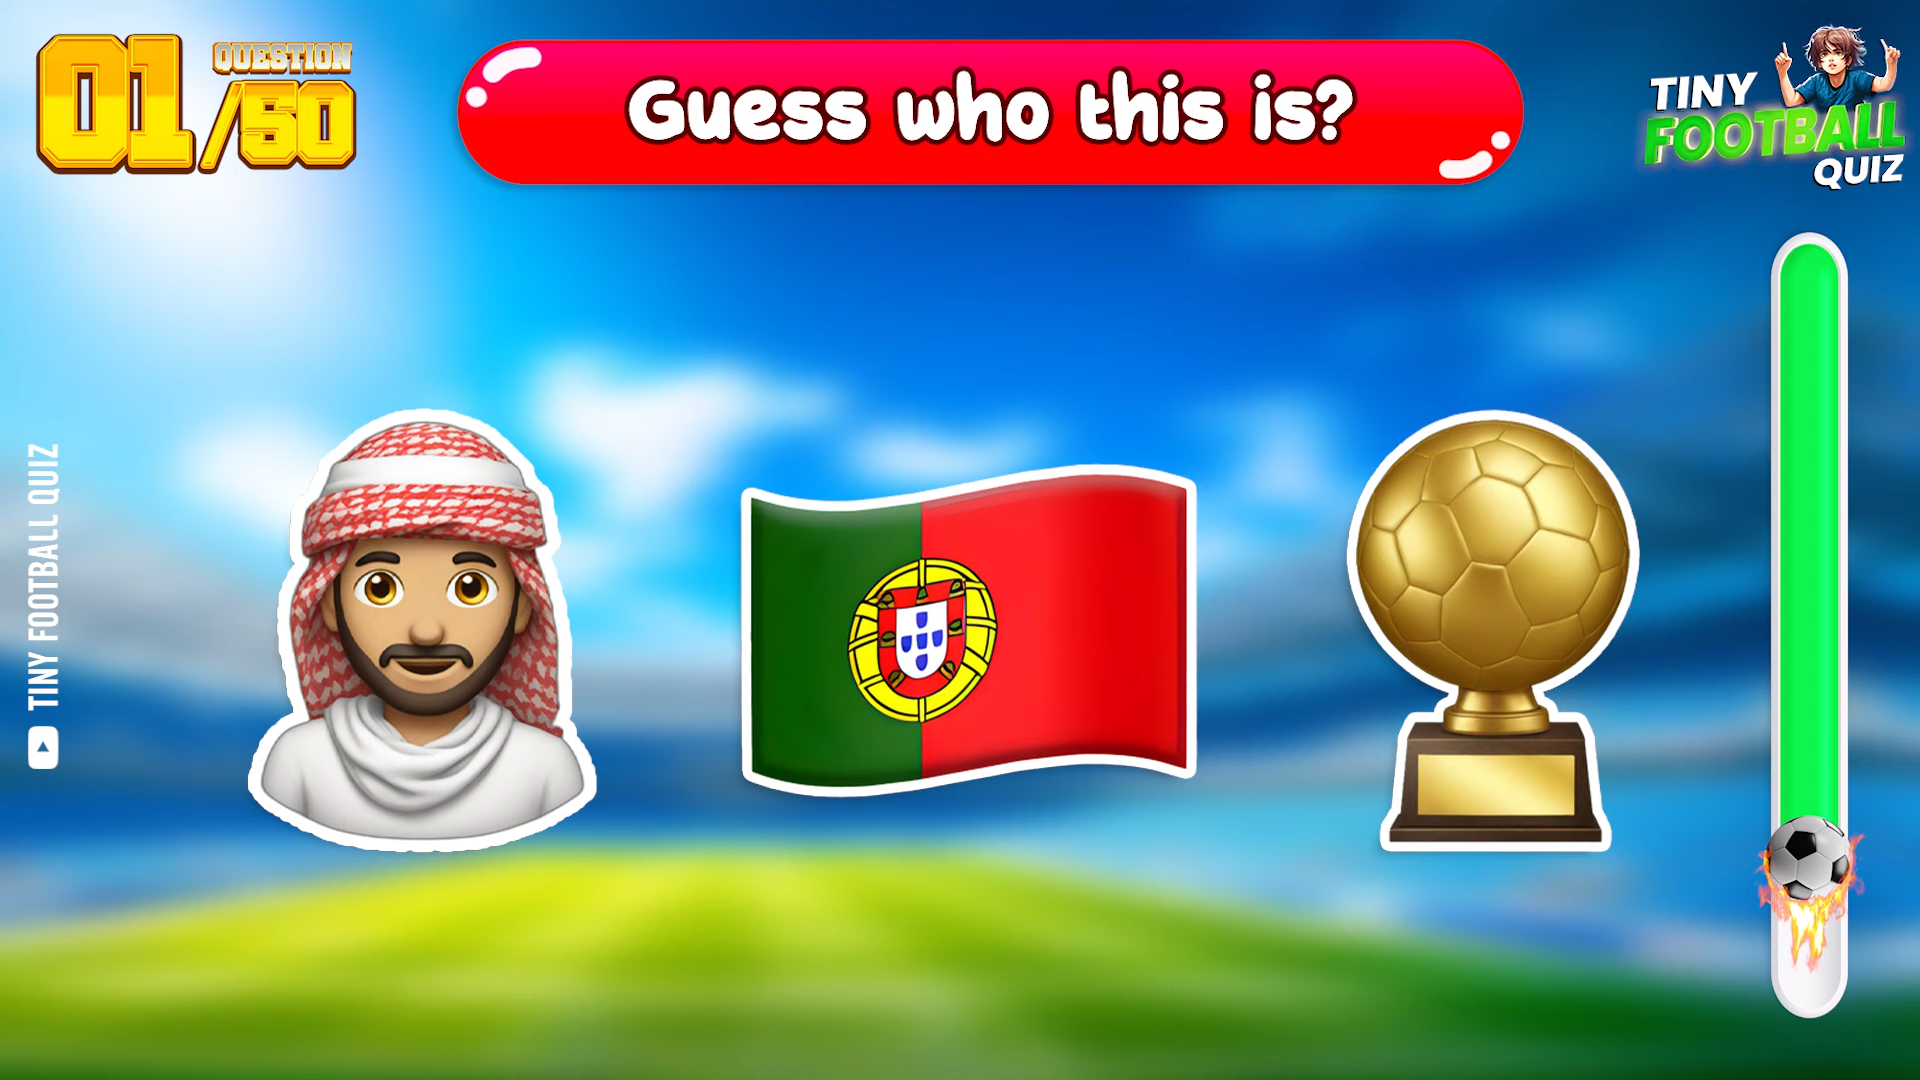 01/50
QUESTION
Guess who this is?
TINY
FOOTBALL
QUIZ
TINY FOOTBALL QUIZ